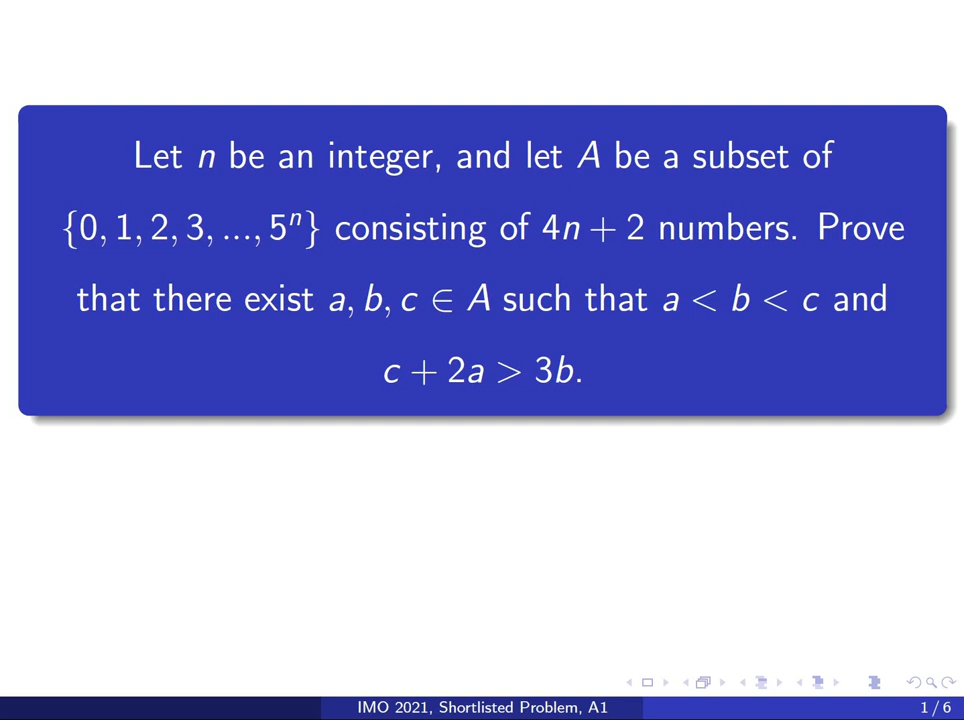 Let n be an integer, and let A be a subset of
{0, 1, 2, 3, ..., 5ⁿ} consisting of 4n + 2 numbers. Prove
that there exist a, b, c ∈ A such that a < b < c and
c + 2a > 3b.
IMO 2021, Shortlisted Problem, A1
1 / 6